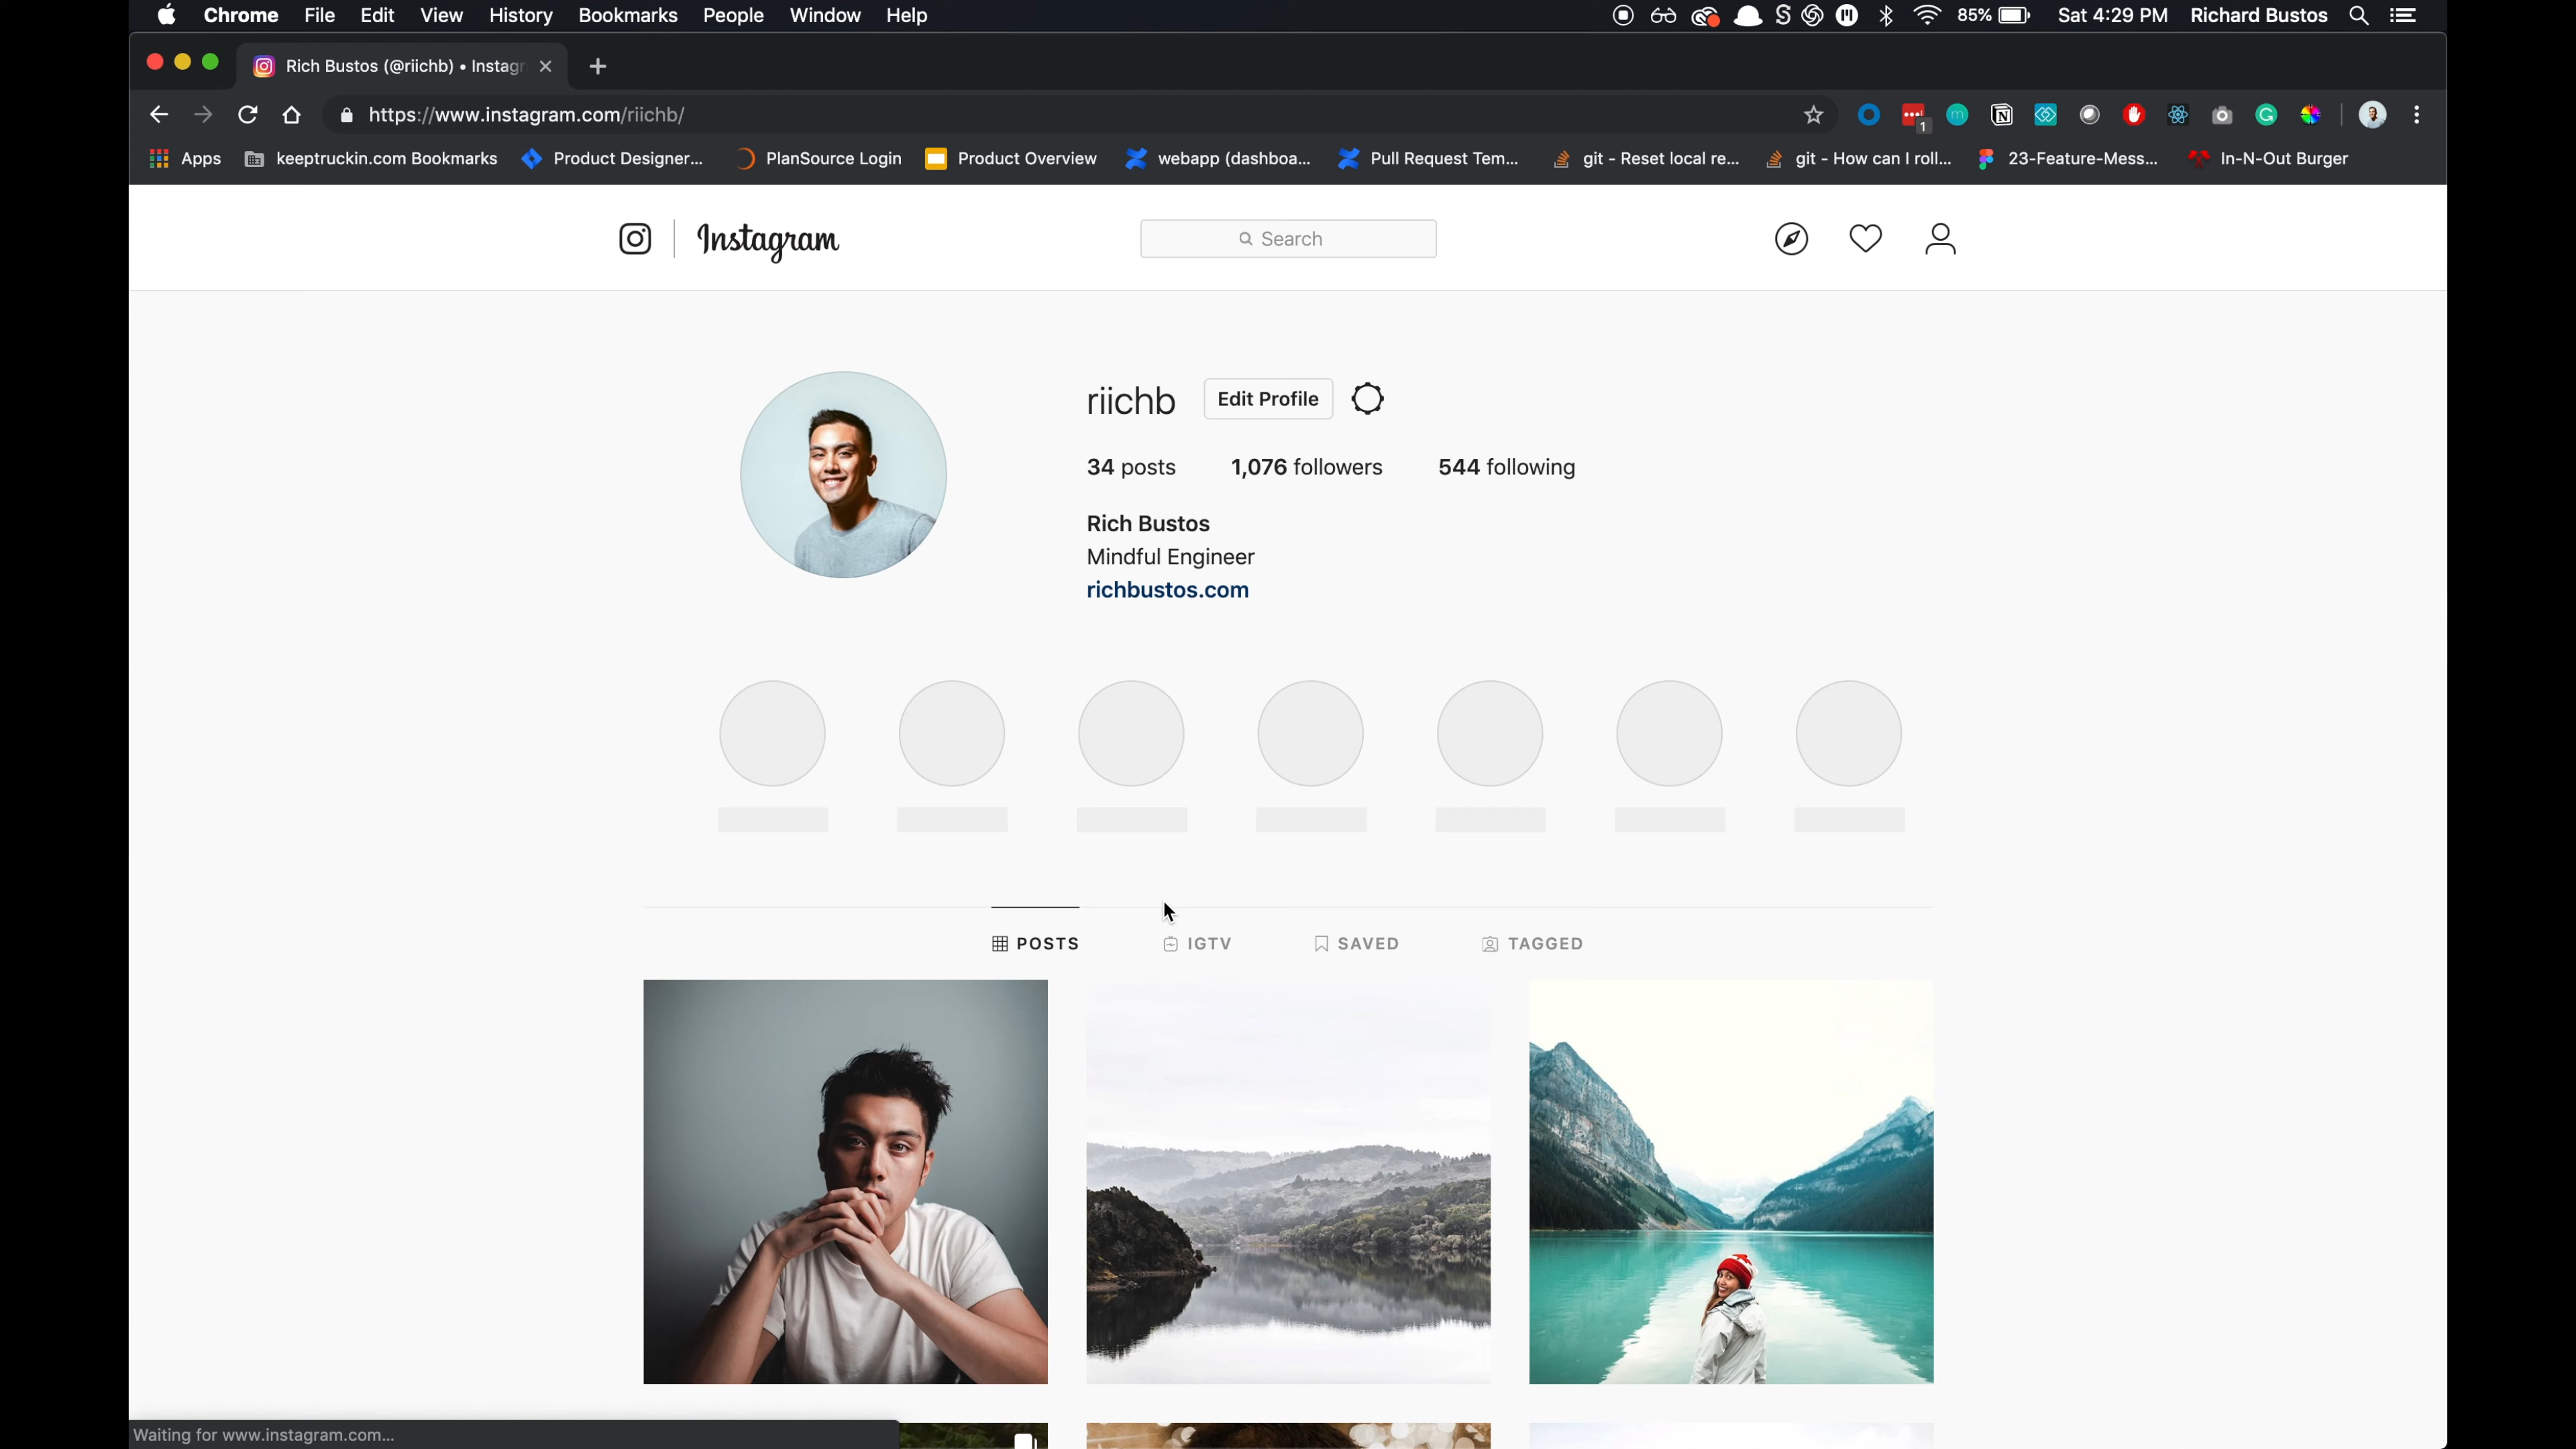 Chrome File Edit View History Bookmarks People Window Help 85% Sat 4:29 PM Richard Bustos
Rich Bustos (@riichb) • Instagr
https://www.instagram.com/riichb/
1
Apps keeptruckin.com Bookmarks Product Designer... PlanSource Login Product Overview webapp (dashboa... Pull Request Tem... git - Reset local re... git - How can I roll... 23-Feature-Mess... In-N-Out Burger
Instagram Search
riichb Edit Profile
34 posts 1,076 followers 544 following
Rich Bustos
Mindful Engineer
richbustos.com
POSTS IGTV SAVED TAGGED
Waiting for www.instagram.com...